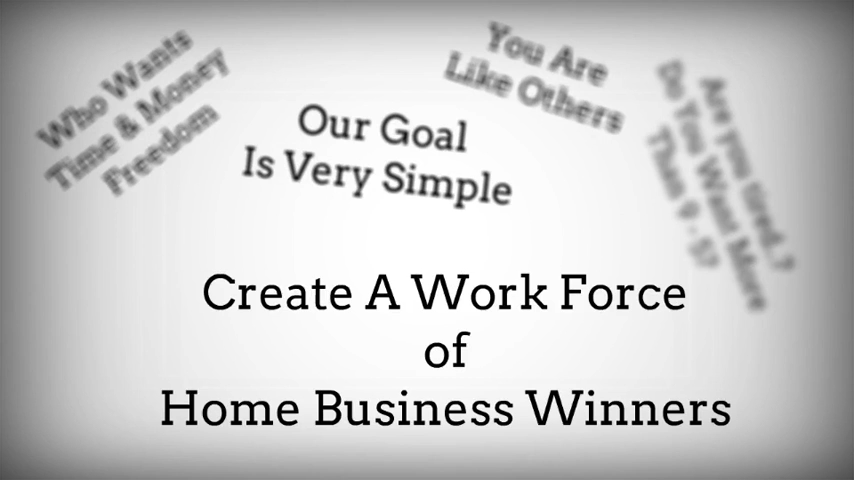 Who Wants
Time & Money
Freedom
You Are
Like Others
Are you tired..?
Do You Want More
Than 9 - 5?
Our Goal
Is Very Simple
Create A Work Force
of
Home Business Winners